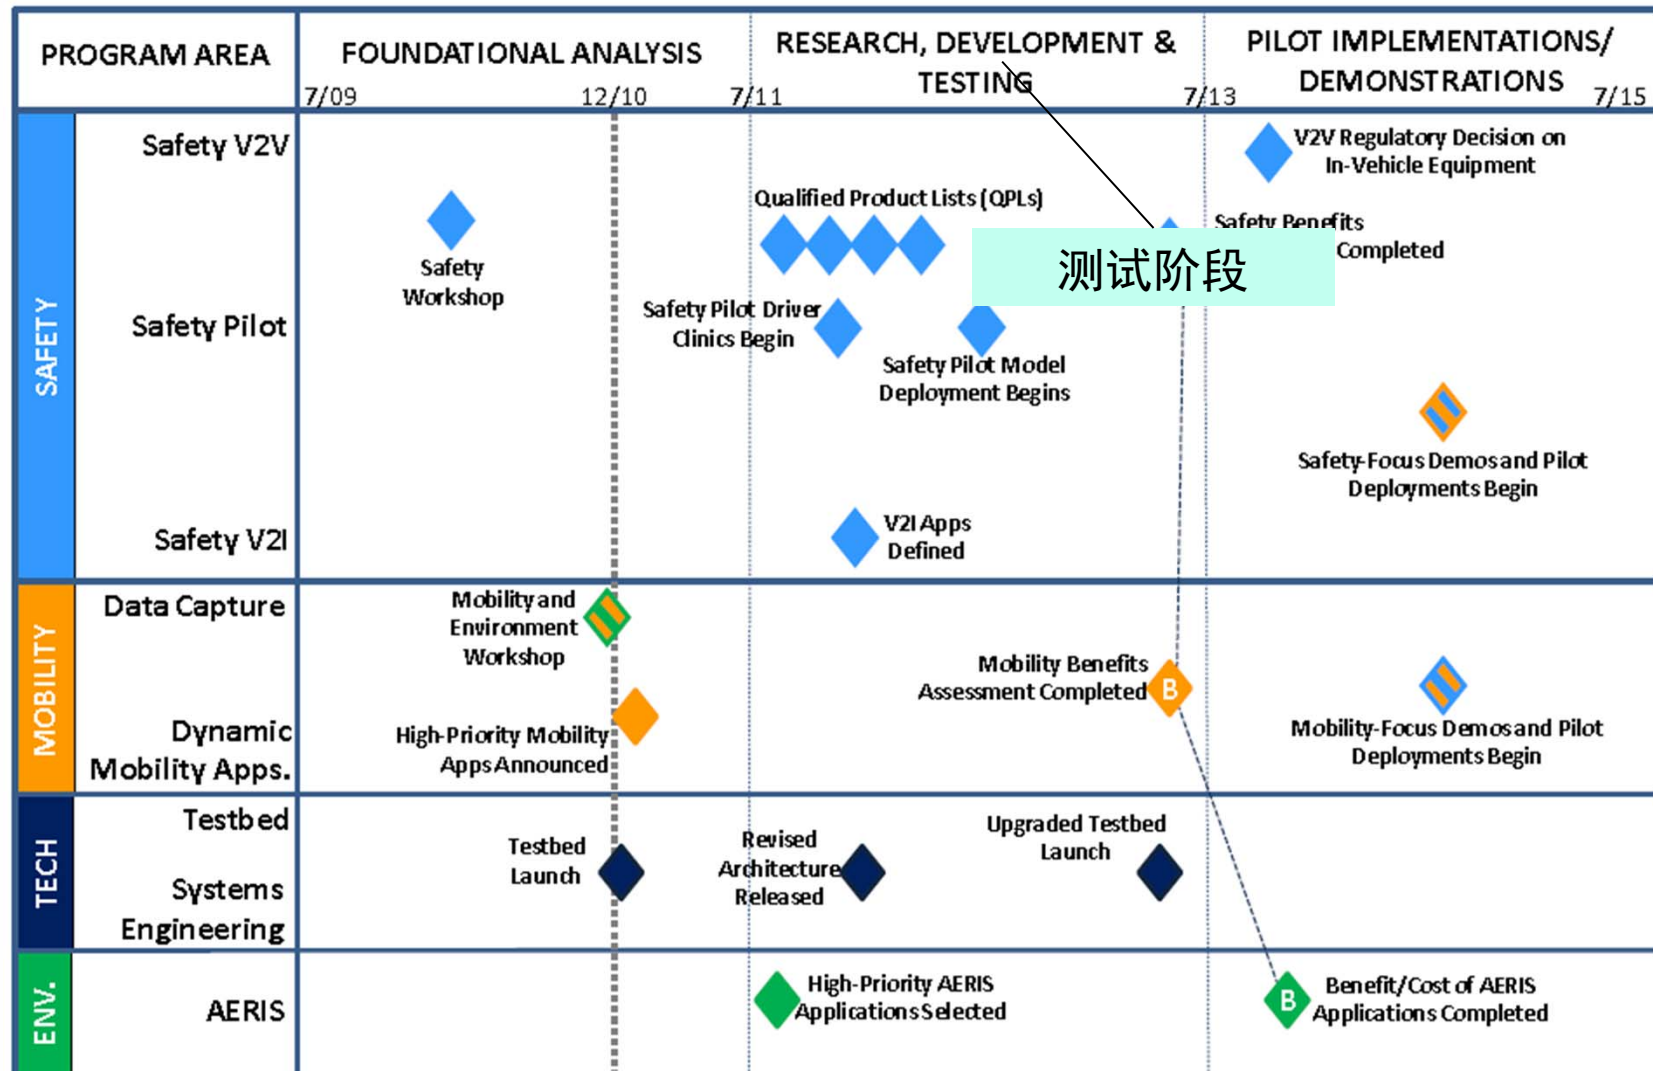 PROGRAM AREA
FOUNDATIONAL ANALYSIS
RESEARCH, DEVELOPMENT &
TESTING
PILOT IMPLEMENTATIONS/
DEMONSTRATIONS
7/09
12/10
7/11
7/13
7/15
SAFETY
Safety V2V
V2V Regulatory Decision on
In-Vehicle Equipment
Qualified Product Lists (QPLs)
Safety Benefits
Completed
测试阶段
Safety
Workshop
Safety Pilot
Safety Pilot Driver
Clinics Begin
Safety Pilot Model
Deployment Begins
Safety-Focus Demos and Pilot
Deployments Begin
Safety V2I
V2I Apps
Defined
MOBILITY
Data Capture
Mobility and
Environment
Workshop
Mobility Benefits
Assessment Completed
B
Dynamic
Mobility Apps.
High-Priority Mobility
Apps Announced
Mobility-Focus Demos and Pilot
Deployments Begin
TECH
Testbed
Systems
Engineering
Testbed
Launch
Revised
Architecture
Released
Upgraded Testbed
Launch
ENV.
AERIS
High-Priority AERIS
Applications Selected
B
Benefit/Cost of AERIS
Applications Completed